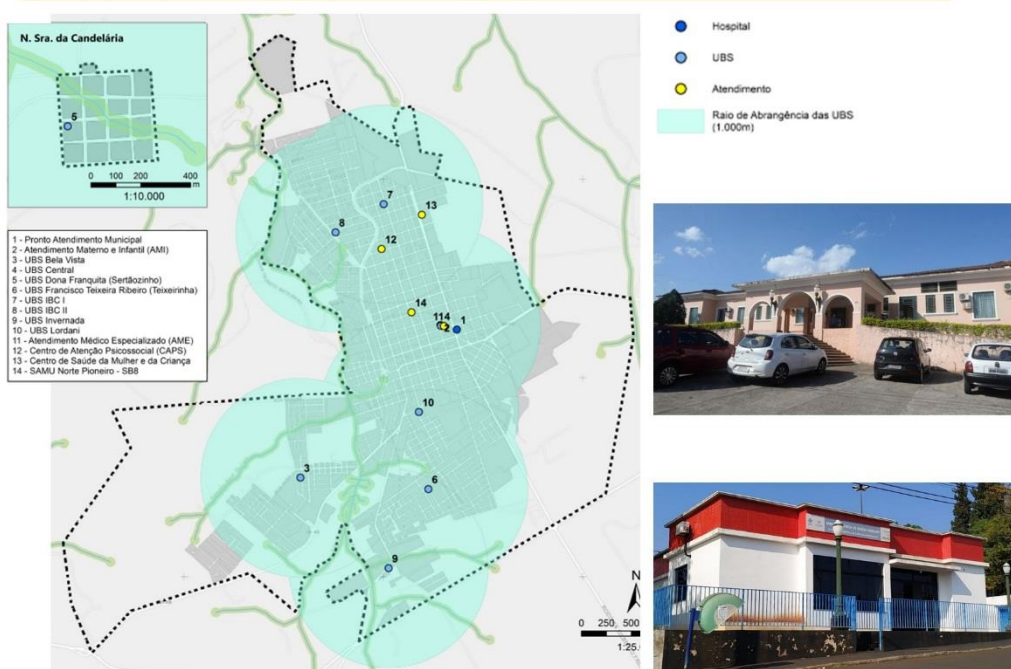 N. Sra. da Candelária
5
0 100 200 400
m
1:10.000
1 - Pronto Atendimento Municipal
2 - Atendimento Materno e Infantil (AMI)
3 - UBS Bela Vista
4 - UBS Central
5 - UBS Dona Franquita (Sertãozinho)
6 - UBS Francisco Teixeira Ribeiro (Teixeirinha)
7 - UBS IBC I
8 - UBS IBC II
9 - UBS Invernada
10 - UBS Lordani
11 - Atendimento Médico Especializado (AME)
12 - Centro de Atenção Psicossocial (CAPS)
13 - Centro de Saúde da Mulher e da Criança
14 - SAMU Norte Pioneiro - SB8
7
13
8
12
14
114
2
1
10
3
6
9
N
0 250 500
1:25.0
Hospital
UBS
Atendimento
Raio de Abrangência das UBS
(1.000m)